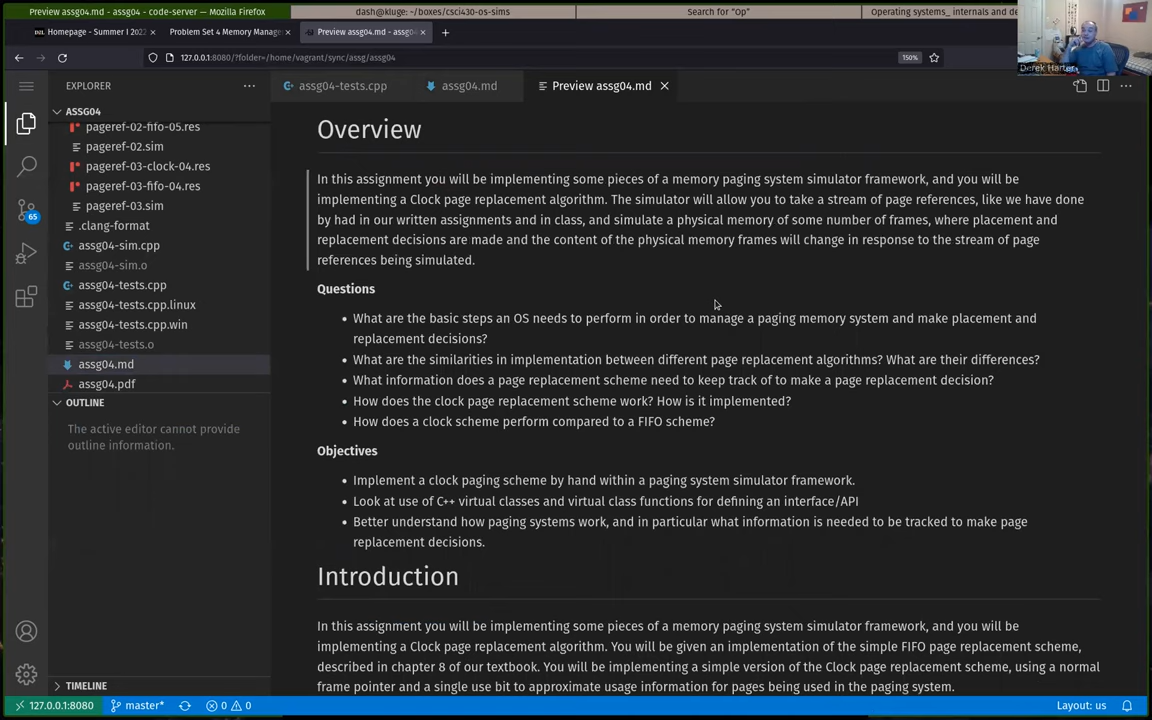 Preview assg04.md - assg04 - code-server — Mozilla Firefox
dash@kluge: ~/boxes/csci430-os-sims
Search for "Op"
Operating systems_ internals and de
Homepage - Summer I 2022
Problem Set 4 Memory Manage
Preview assg04.md - assg04
127.0.0.1:8080/?folder=/home/vagrant/sync/assg/assg04
150%
Derek Harter
EXPLORER
assg04-tests.cpp
assg04.md
Preview assg04.md
ASSG04
pageref-02-fifo-05.res
pageref-02.sim
pageref-03-clock-04.res
pageref-03-fifo-04.res
pageref-03.sim
.clang-format
assg04-sim.cpp
assg04-sim.o
assg04-tests.cpp
assg04-tests.cpp.linux
assg04-tests.cpp.win
assg04-tests.o
assg04.md
assg04.pdf
65
OUTLINE
The active editor cannot provide
outline information.
TIMELINE
Overview
In this assignment you will be implementing some pieces of a memory paging system simulator framework, and you will be
implementing a Clock page replacement algorithm. The simulator will allow you to take a stream of page references, like we have done
by had in our written assignments and in class, and simulate a physical memory of some number of frames, where placement and
replacement decisions are made and the content of the physical memory frames will change in response to the stream of page
references being simulated.
Questions
• What are the basic steps an OS needs to perform in order to manage a paging memory system and make placement and
replacement decisions?
• What are the similarities in implementation between different page replacement algorithms? What are their differences?
• What information does a page replacement scheme need to keep track of to make a page replacement decision?
• How does the clock page replacement scheme work? How is it implemented?
• How does a clock scheme perform compared to a FIFO scheme?
Objectives
• Implement a clock paging scheme by hand within a paging system simulator framework.
• Look at use of C++ virtual classes and virtual class functions for defining an interface/API
• Better understand how paging systems work, and in particular what information is needed to be tracked to make page
replacement decisions.
Introduction
In this assignment you will be implementing some pieces of a memory paging system simulator framework, and you will be
implementing a Clock page replacement algorithm. You will be given an implementation of the simple FIFO page replacement scheme,
described in chapter 8 of our textbook. You will be implementing a simple version of the Clock page replacement scheme, using a normal
frame pointer and a single use bit to approximate usage information for pages being used in the paging system.
127.0.0.1:8080
master*
0
0
Layout: us